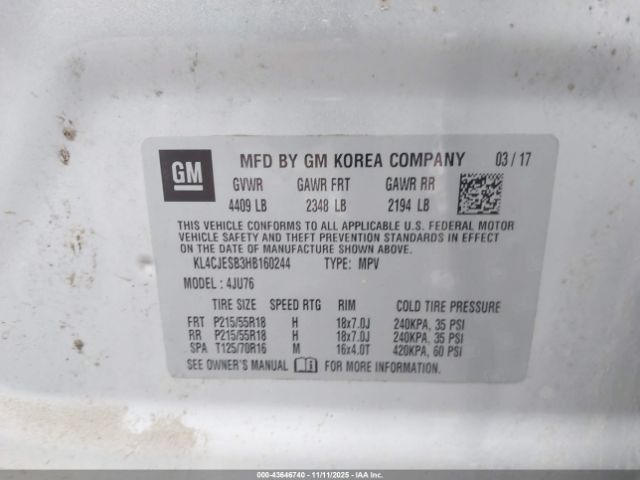 GM
MFD BY GM KOREA COMPANY 03 / 17
GVWR GAWR FRT GAWR RR
4409 LB 2348 LB 2194 LB
THIS VEHICLE CONFORMS TO ALL APPLICABLE U.S. FEDERAL MOTOR
VEHICLE SAFETY AND THEFT PREVENTION STANDARDS IN EFFECT
ON THE DATE OF MANUFACTURE SHOWN ABOVE.
KL4CJESB3HB160244 TYPE: MPV
MODEL : 4JU76
TIRE SIZE SPEED RTG RIM COLD TIRE PRESSURE
FRT P215/55R18 H 18x7.0J 240KPA, 35 PSI
RR P215/55R18 H 18x7.0J 240KPA, 35 PSI
SPA T125/70R16 M 16x4.0T 420KPA, 60 PSI
SEE OWNER'S MANUAL FOR MORE INFORMATION.
000-43646740 - 11/11/2025 - IAA, Inc.